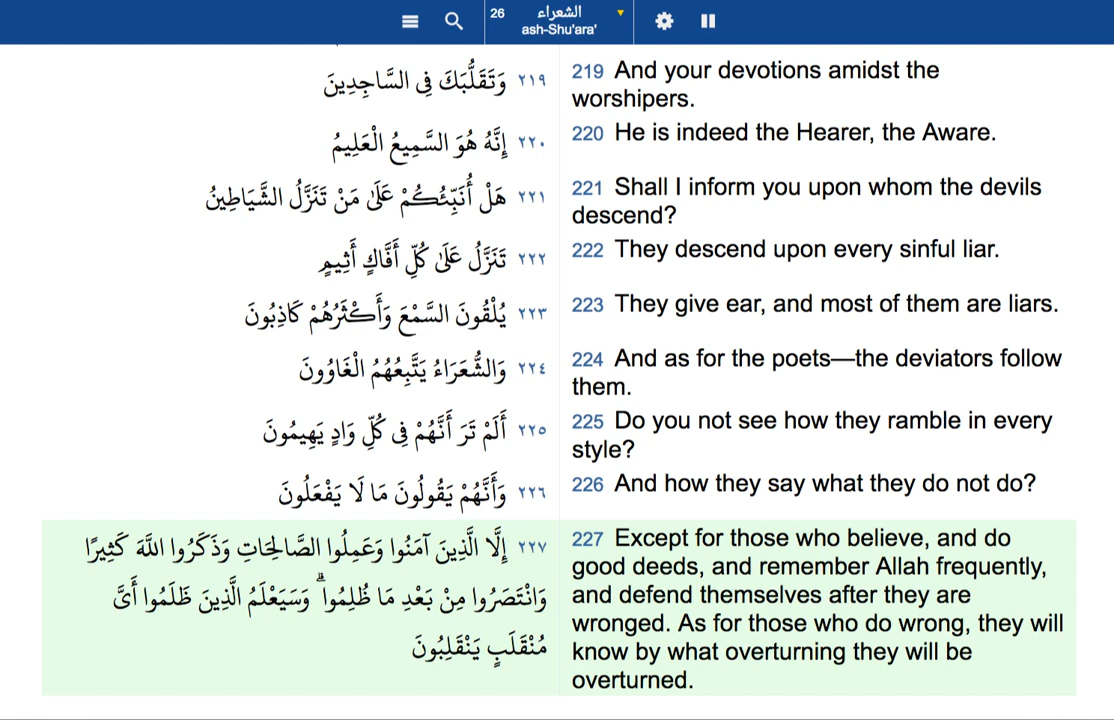 26
الشعراء
ash-Shu'ara'
٢١٩ وَتَقَلُّبَكَ فِي السَّاجِدِينَ
219 And your devotions amidst the
worshipers.
٢٢٠ إِنَّهُ هُوَ السَّمِيعُ الْعَلِيمُ
220 He is indeed the Hearer, the Aware.
٢٢١ هَلْ أُنَبِّئُكُمْ عَلَىٰ مَنْ تَنَزَّلُ الشَّيَاطِينُ
221 Shall I inform you upon whom the devils
descend?
٢٢٢ تَنَزَّلُ عَلَىٰ كُلِّ أَفَّاكٍ أَثِيمٍ
222 They descend upon every sinful liar.
٢٢٣ يُلْقُونَ السَّمْعَ وَأَكْثَرُهُمْ كَاذِبُونَ
223 They give ear, and most of them are liars.
٢٢٤ وَالشُّعَرَاءُ يَتَّبِعُهُمُ الْغَاوُونَ
224 And as for the poets—the deviators follow
them.
٢٢٥ أَلَمْ تَرَ أَنَّهُمْ فِي كُلِّ وَادٍ يَهِيمُونَ
225 Do you not see how they ramble in every
style?
٢٢٦ وَأَنَّهُمْ يَقُولُونَ مَا لَا يَفْعَلُونَ
226 And how they say what they do not do?
٢٢٧ إِلَّا الَّذِينَ آمَنُوا وَعَمِلُوا الصَّالِحَاتِ وَذَكَرُوا اللَّهَ كَثِيرًا
وَانْتَصَرُوا مِنْ بَعْدِ مَا ظُلِمُوا ۗ وَسَيَعْلَمُ الَّذِينَ ظَلَمُوا أَيَّ
مُنْقَلَبٍ يَنْقَلِبُونَ
227 Except for those who believe, and do
good deeds, and remember Allah frequently,
and defend themselves after they are
wronged. As for those who do wrong, they will
know by what overturning they will be
overturned.